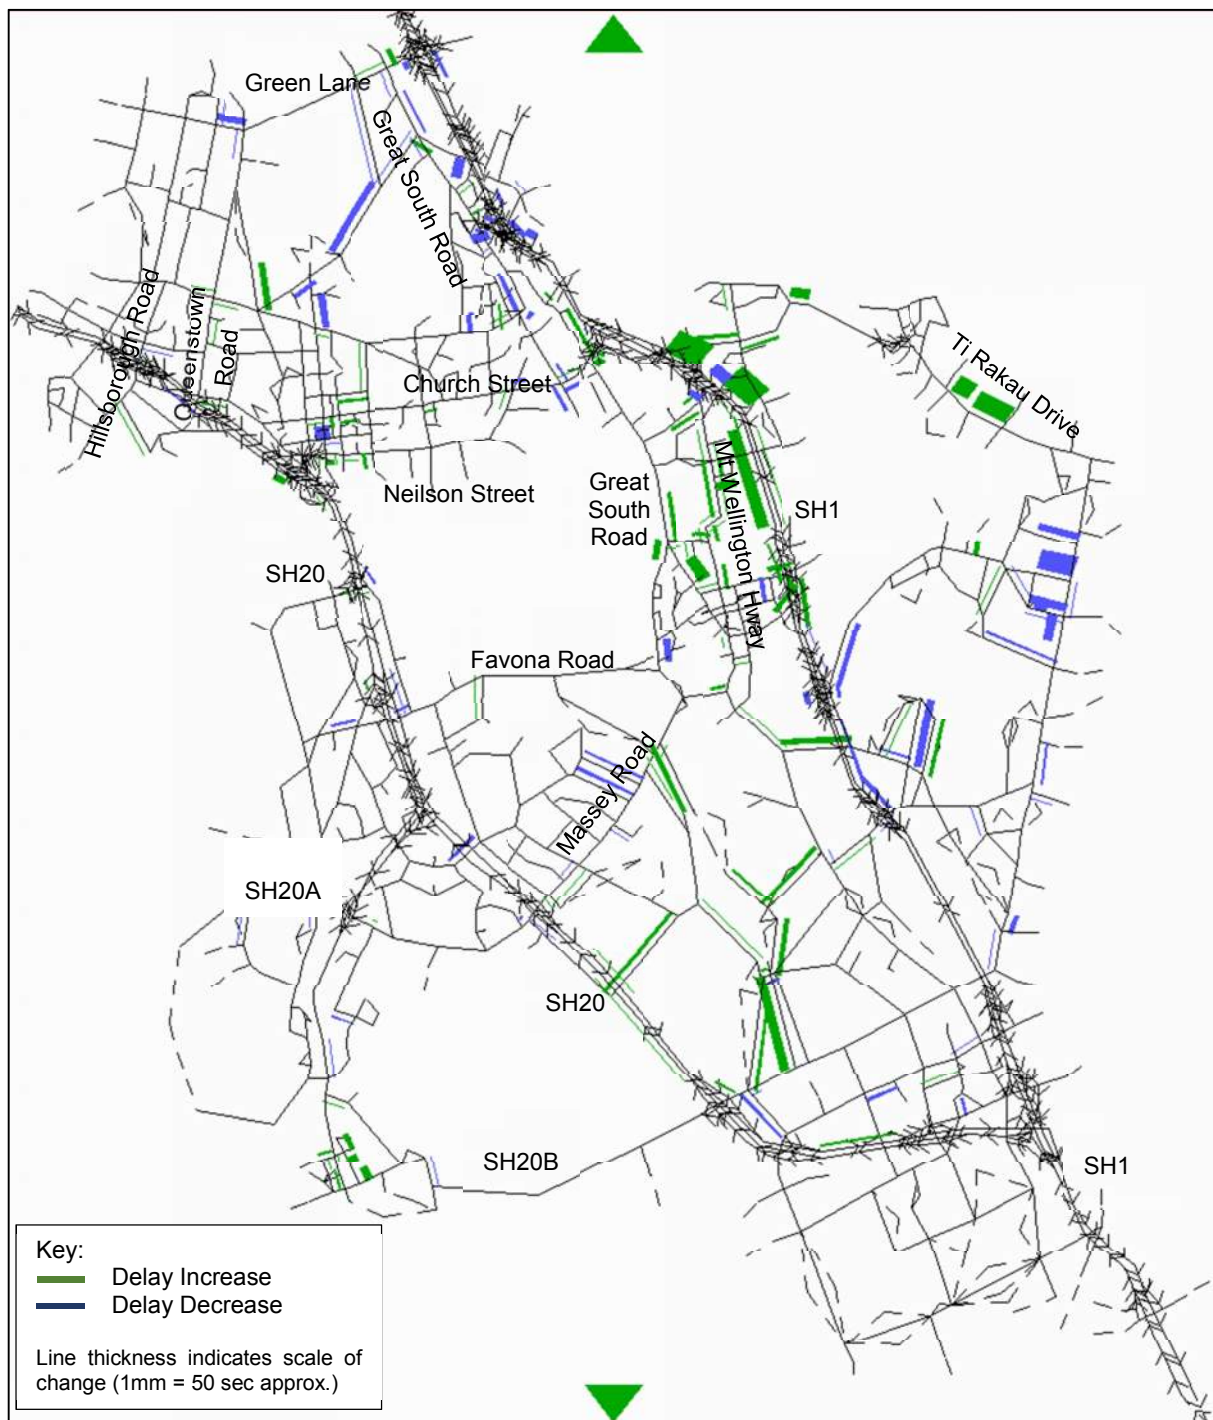 Green Lane
Great South Road
Hillsborough Road
Queenstown
Road
Church Street
Neilson Street
Ti Rakau Drive
Mt Wellington Hway
Great
South
Road
SH1
SH20
Favona Road
Massey Road
SH20A
SH20
SH20B
SH1
Key:
Delay Increase
Delay Decrease
Line thickness indicates scale of
change (1mm = 50 sec approx.)